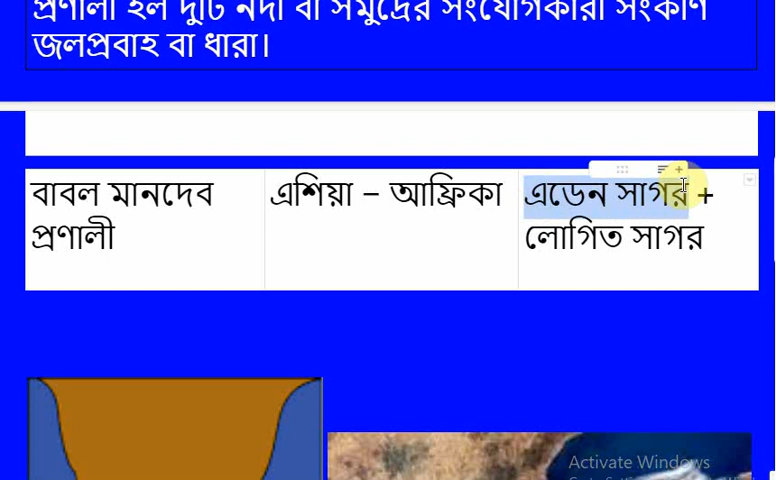 প্রণালী হল দুটি নদী বা সমুদ্রের সংযোগকারী সংকীর্ণ
জলপ্রবাহ বা ধারা।
বাবল মানদেব
প্রণালী
এশিয়া – আফ্রিকা
এডেন সাগর +
লোগিত সাগর
Activate Windows